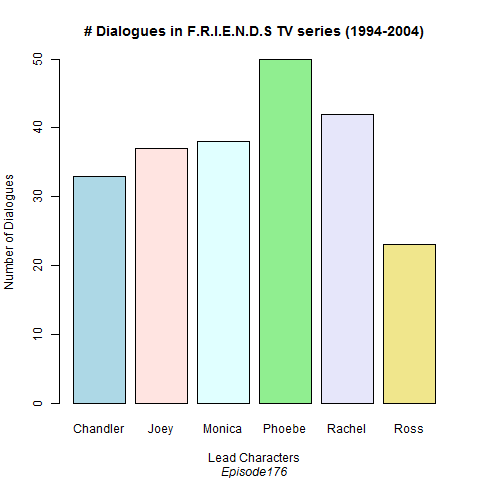 # Dialogues in F.R.I.E.N.D.S TV series (1994-2004)
Number of Dialogues
50
40
30
20
10
0
Chandler Joey Monica Phoebe Rachel Ross
Lead Characters
Episode176